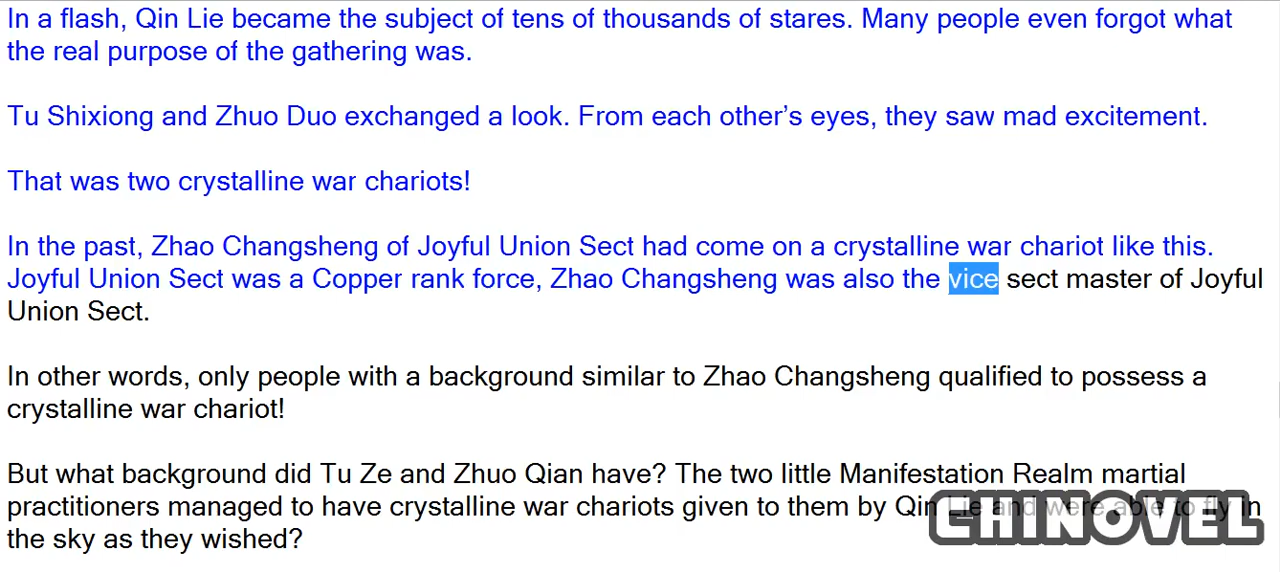 In a flash, Qin Lie became the subject of tens of thousands of stares. Many people even forgot what
the real purpose of the gathering was.
Tu Shixiong and Zhuo Duo exchanged a look. From each other’s eyes, they saw mad excitement.
That was two crystalline war chariots!
In the past, Zhao Changsheng of Joyful Union Sect had come on a crystalline war chariot like this.
Joyful Union Sect was a Copper rank force, Zhao Changsheng was also the vice sect master of Joyful
Union Sect.
In other words, only people with a background similar to Zhao Changsheng qualified to possess a
crystalline war chariot!
But what background did Tu Ze and Zhuo Qian have? The two little Manifestation Realm martial
practitioners managed to have crystalline war chariots given to them by Qin Lie and were able to fly in
the sky as they wished?
CHINOVEL